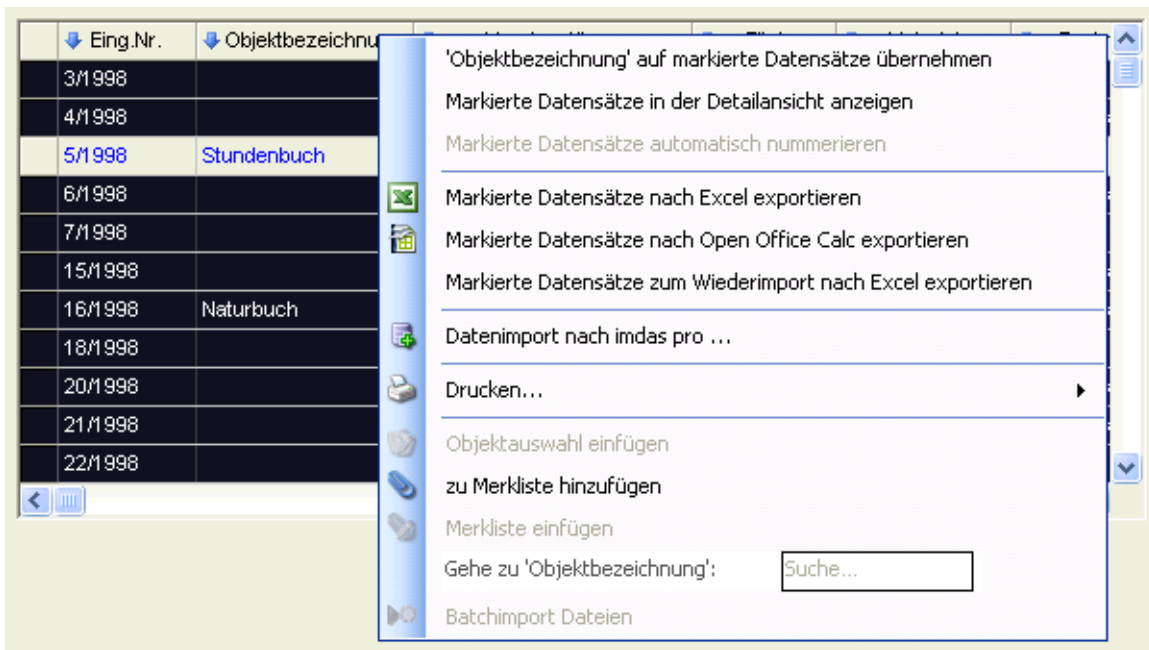 Eing.Nr. Objektbezeichnu
3/1998
4/1998
5/1998 Stundenbuch
6/1998
7/1998
15/1998
16/1998 Naturbuch
18/1998
20/1998
21/1998
22/1998
'Objektbezeichnung' auf markierte Datensätze übernehmen
Markierte Datensätze in der Detailansicht anzeigen
Markierte Datensätze automatisch nummerieren
Markierte Datensätze nach Excel exportieren
Markierte Datensätze nach Open Office Calc exportieren
Markierte Datensätze zum Wiederimport nach Excel exportieren
Datenimport nach imdas pro ...
Drucken...
Objektauswahl einfügen
zu Merkliste hinzufügen
Merkliste einfügen
Gehe zu 'Objektbezeichnung': Suche...
Batchimport Dateien